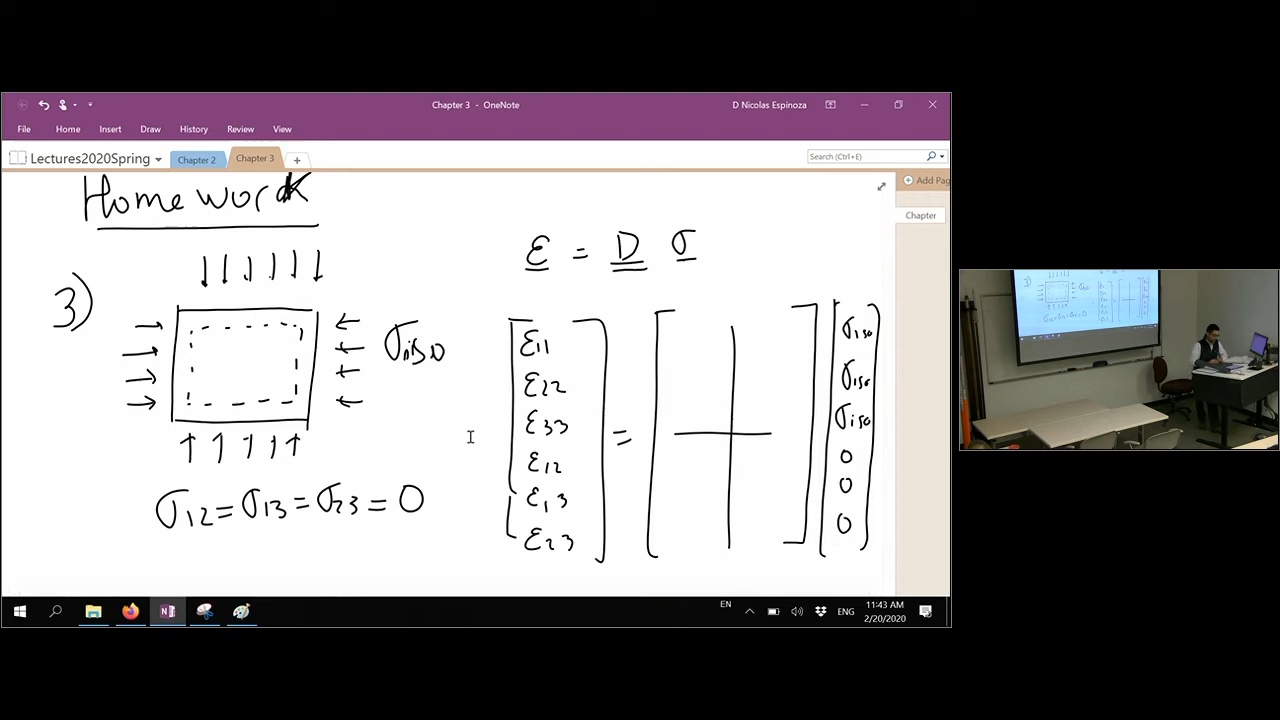 Chapter 3 - OneNote
D Nicolas Espinoza
File Home Insert Draw History Review View
Lectures2020Spring
Chapter 2
Chapter 3
Search (Ctrl+E)
Add Pag
Chapter
Homework
3)
σiso
σ12 = σ13 = σ23 = 0
ε = D σ
ε11
ε22
ε33
ε12
ε13
ε23
=
σiso
σiso
σiso
0
0
0
EN
ENG
11:43 AM
2/20/2020